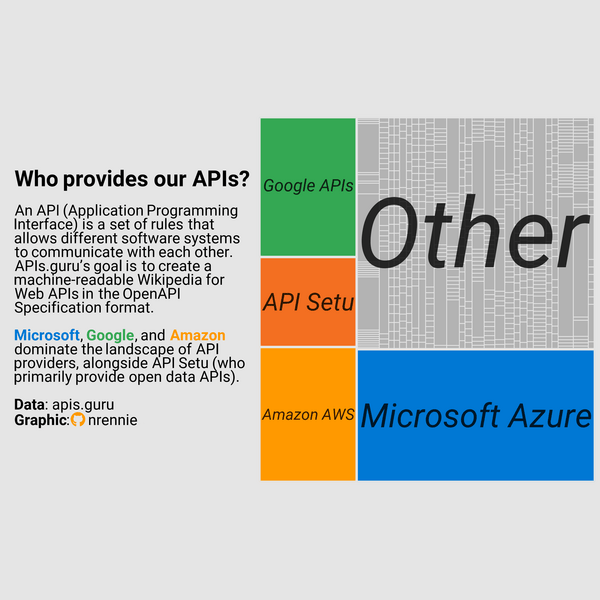 Who provides our APIs?
An API (Application Programming
Interface) is a set of rules that
allows different software systems
to communicate with each other.
APIs.guru's goal is to create a
machine-readable Wikipedia for
Web APIs in the OpenAPI
Specification format.
Microsoft, Google, and Amazon
dominate the landscape of API
providers, alongside API Setu (who
primarily provide open data APIs).
Data: apis.guru
Graphic: nrennie
Google APIs
API Setu
Amazon AWS
Other
Microsoft Azure